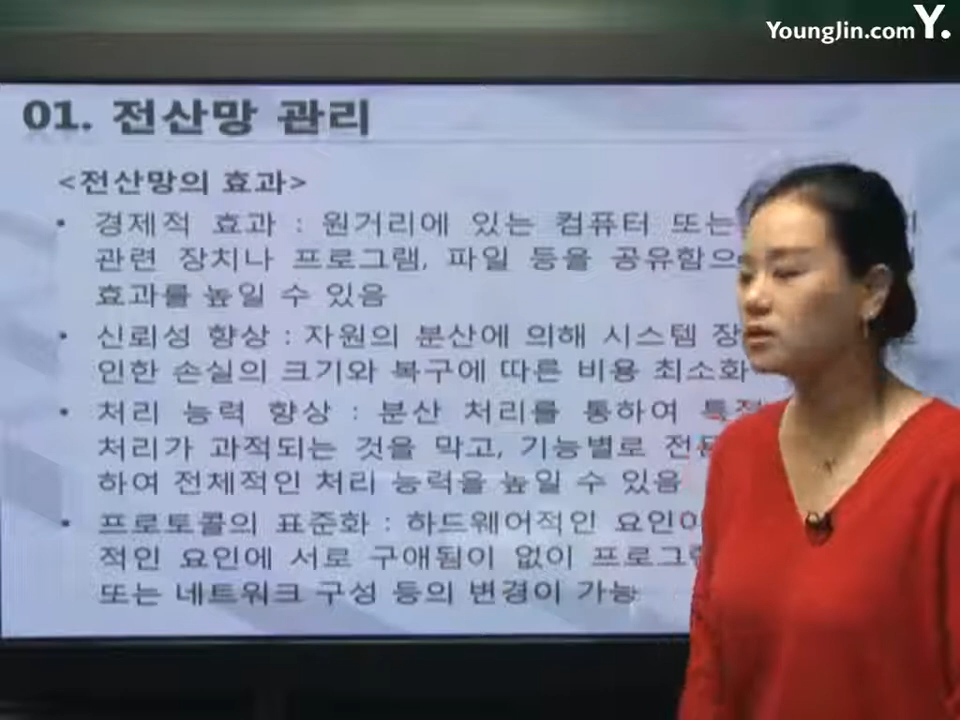 YoungJin.com Y.
01. 전산망 관리
<전산망의 효과>
• 경제적 효과 : 원거리에 있는 컴퓨터 또는
관련 장치나 프로그램, 파일 등을 공유함으
효과를 높일 수 있음
• 신뢰성 향상 : 자원의 분산에 의해 시스템 장
인한 손실의 크기와 복구에 따른 비용 최소화
• 처리 능력 향상 : 분산 처리를 통하여 특정
처리가 과적되는 것을 막고, 기능별로 전용
하여 전체적인 처리 능력을 높일 수 있음
• 프로토콜의 표준화 : 하드웨어적인 요인이
적인 요인에 서로 구애됨이 없이 프로그램
또는 네트워크 구성 등의 변경이 가능